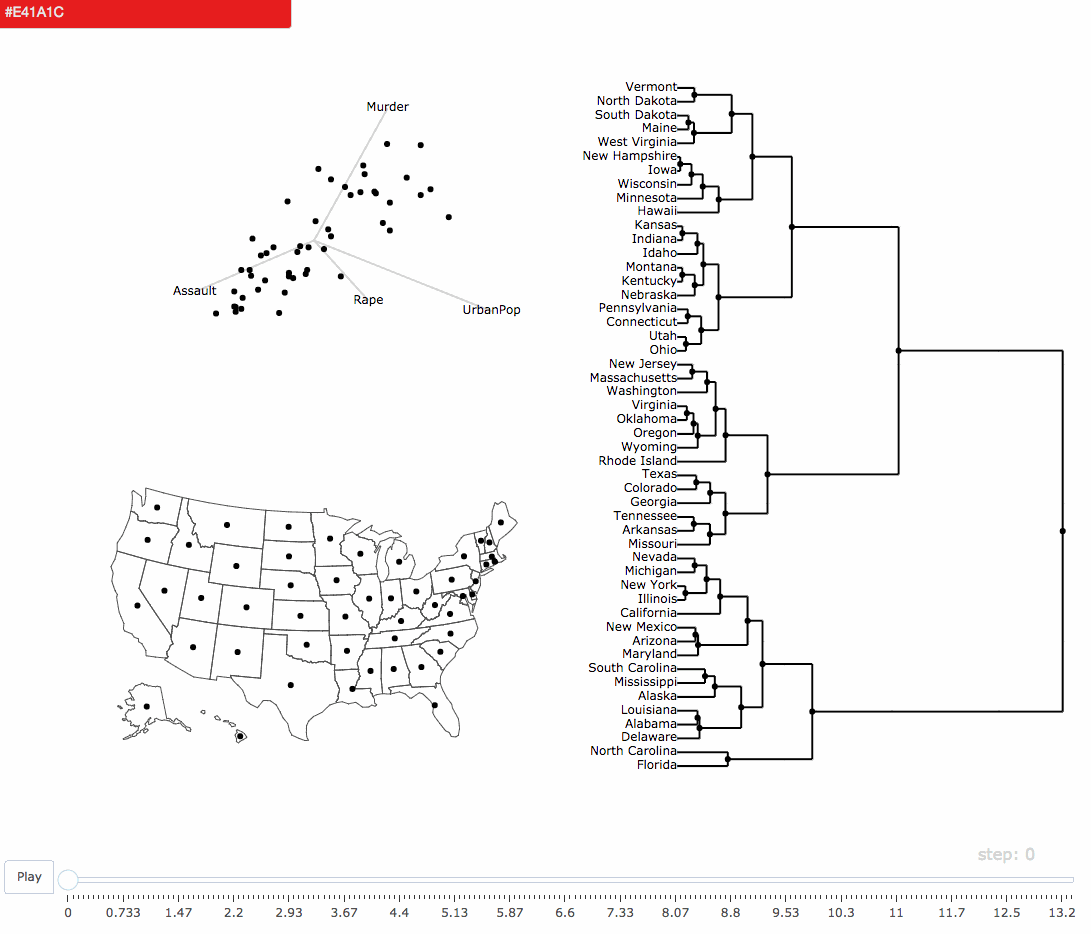 #E41A1C
Murder
Assault
Rape
UrbanPop
Vermont
North Dakota
South Dakota
Maine
West Virginia
New Hampshire
Iowa
Wisconsin
Minnesota
Hawaii
Kansas
Indiana
Idaho
Montana
Kentucky
Nebraska
Pennsylvania
Connecticut
Utah
Ohio
New Jersey
Massachusetts
Washington
Virginia
Oklahoma
Oregon
Wyoming
Rhode Island
Texas
Colorado
Georgia
Tennessee
Arkansas
Missouri
Nevada
Michigan
New York
Illinois
California
New Mexico
Arizona
Maryland
South Carolina
Mississippi
Alaska
Louisiana
Alabama
Delaware
North Carolina
Florida
step: 0
Play
0 0.733 1.47 2.2 2.93 3.67 4.4 5.13 5.87 6.6 7.33 8.07 8.8 9.53 10.3 11 11.7 12.5 13.2